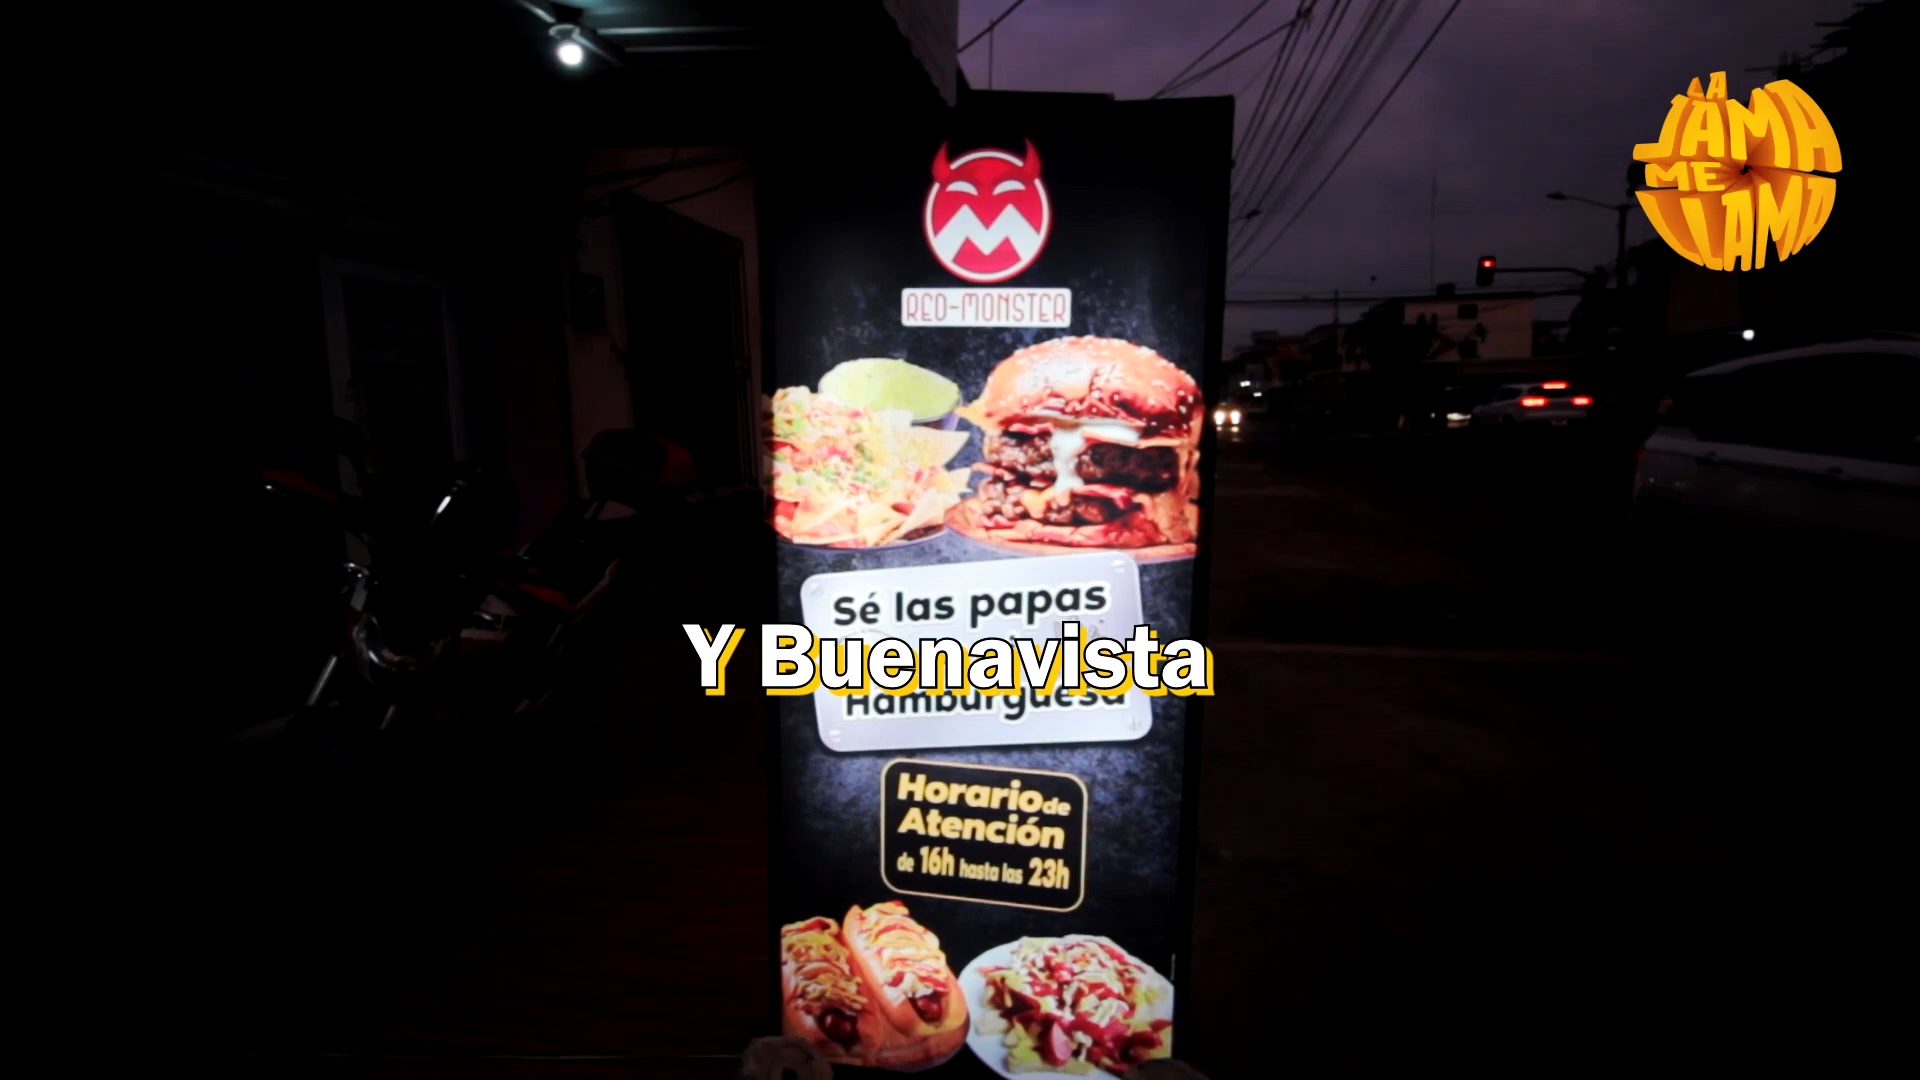 LA
JAMA
ME
LLAMA
RED-MONSTER
Sé las papas
Y Buenavista
Hamburguesa
Horario de
Atención
de 16h hasta las 23h